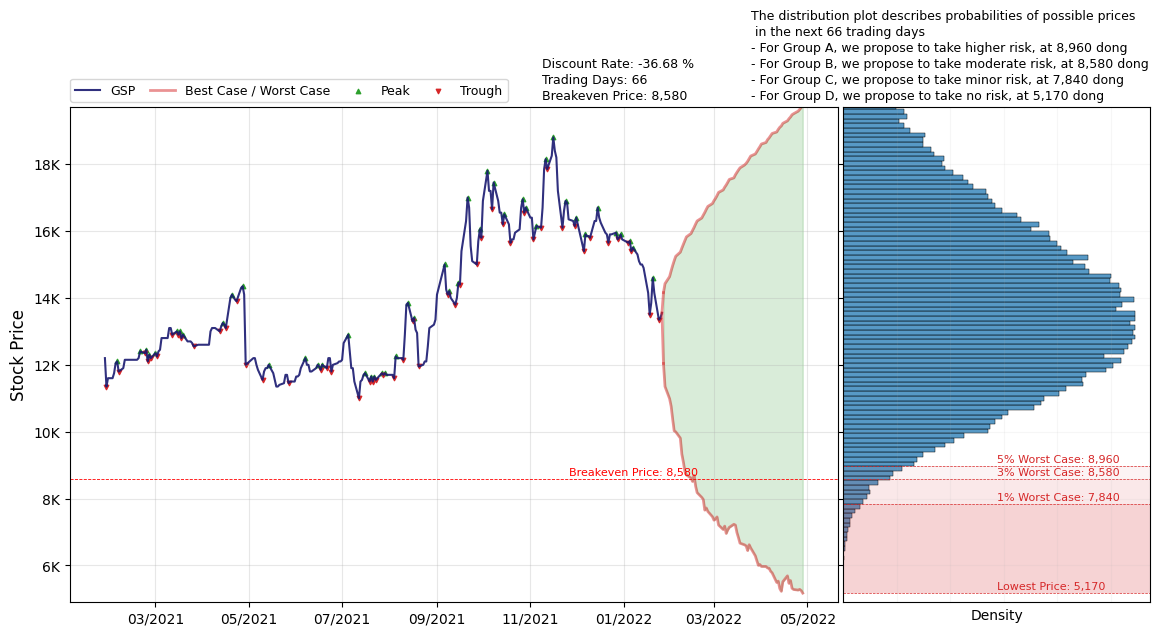 The distribution plot describes probabilities of possible prices
in the next 66 trading days
- For Group A, we propose to take higher risk, at 8,960 dong
- For Group B, we propose to take moderate risk, at 8,580 dong
- For Group C, we propose to take minor risk, at 7,840 dong
- For Group D, we propose to take no risk, at 5,170 dong
Discount Rate: -36.68 %
Trading Days: 66
Breakeven Price: 8,580
GSP Best Case / Worst Case Peak Trough
Stock Price
18K
16K
14K
12K
10K
8K
6K
Breakeven Price: 8,580
5% Worst Case: 8,960
3% Worst Case: 8,580
1% Worst Case: 7,840
Lowest Price: 5,170
03/2021 05/2021 07/2021 09/2021 11/2021 01/2022 03/2022 05/2022
Density